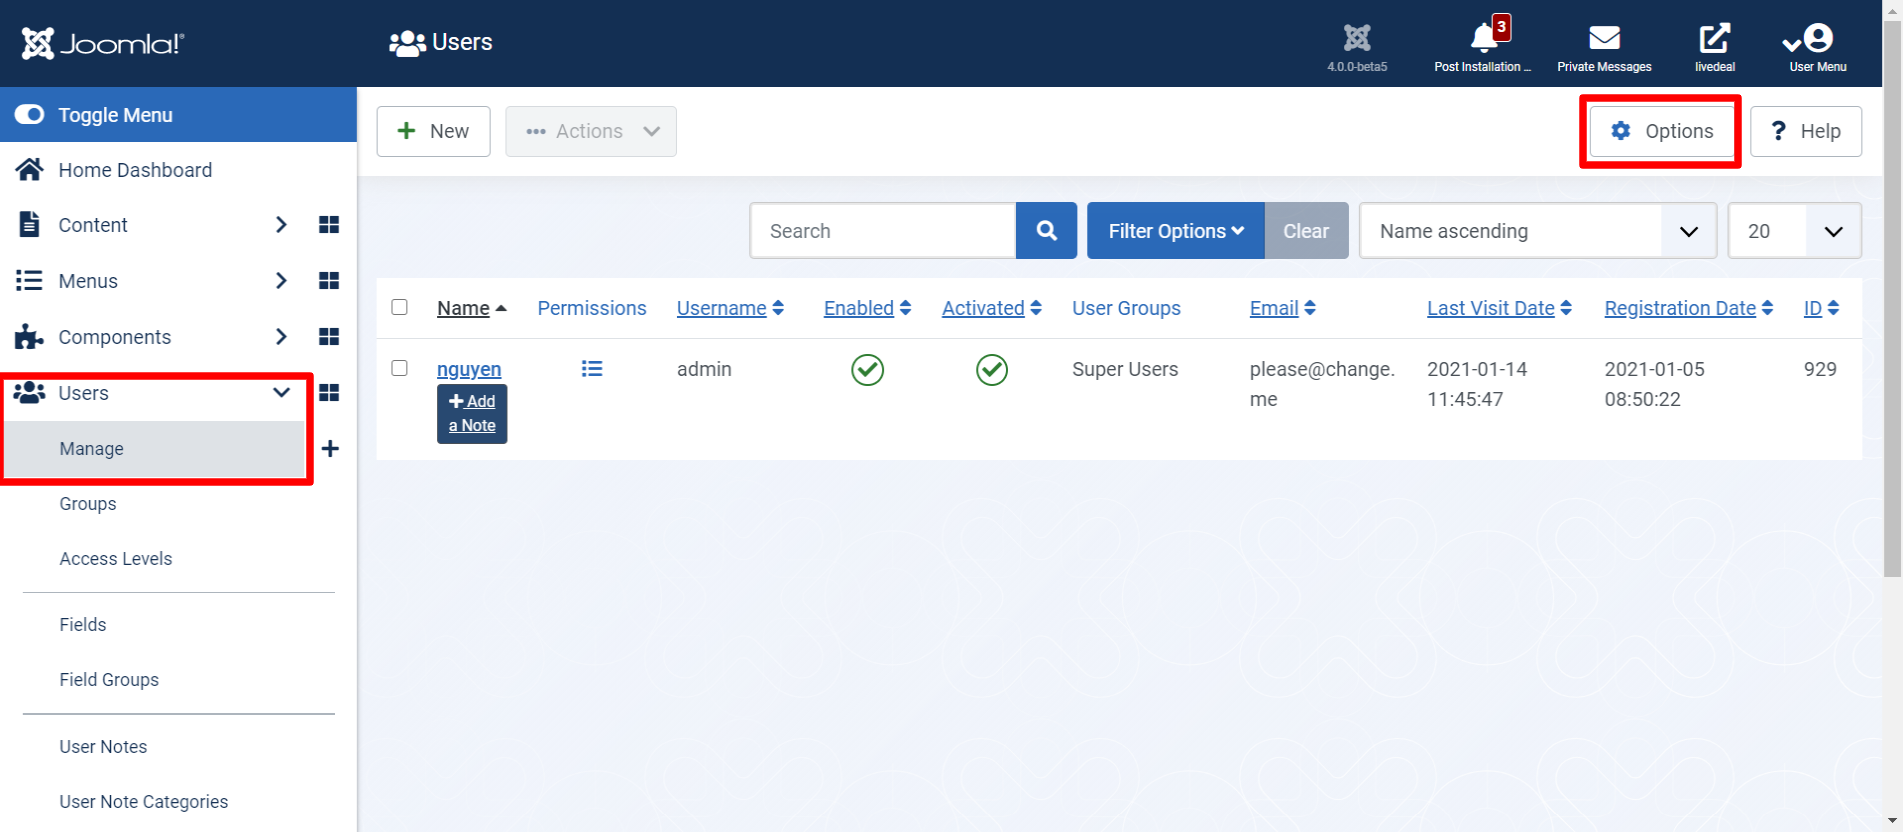 Joomla!®
Users
4.0.0-beta5
3
Post Installation ...
Private Messages
livedeal
User Menu
Toggle Menu
New
Actions
Options
? Help
Home Dashboard
Content
Menus
Components
Users
Manage
Groups
Access Levels
Fields
Field Groups
User Notes
User Note Categories
Search
Filter Options
Clear
Name ascending
20
Name Permissions Username Enabled Activated User Groups Email Last Visit Date Registration Date ID
nguyen admin Super Users please@change. 2021-01-14 2021-01-05 929
me 11:45:47 08:50:22
+ Add
a Note